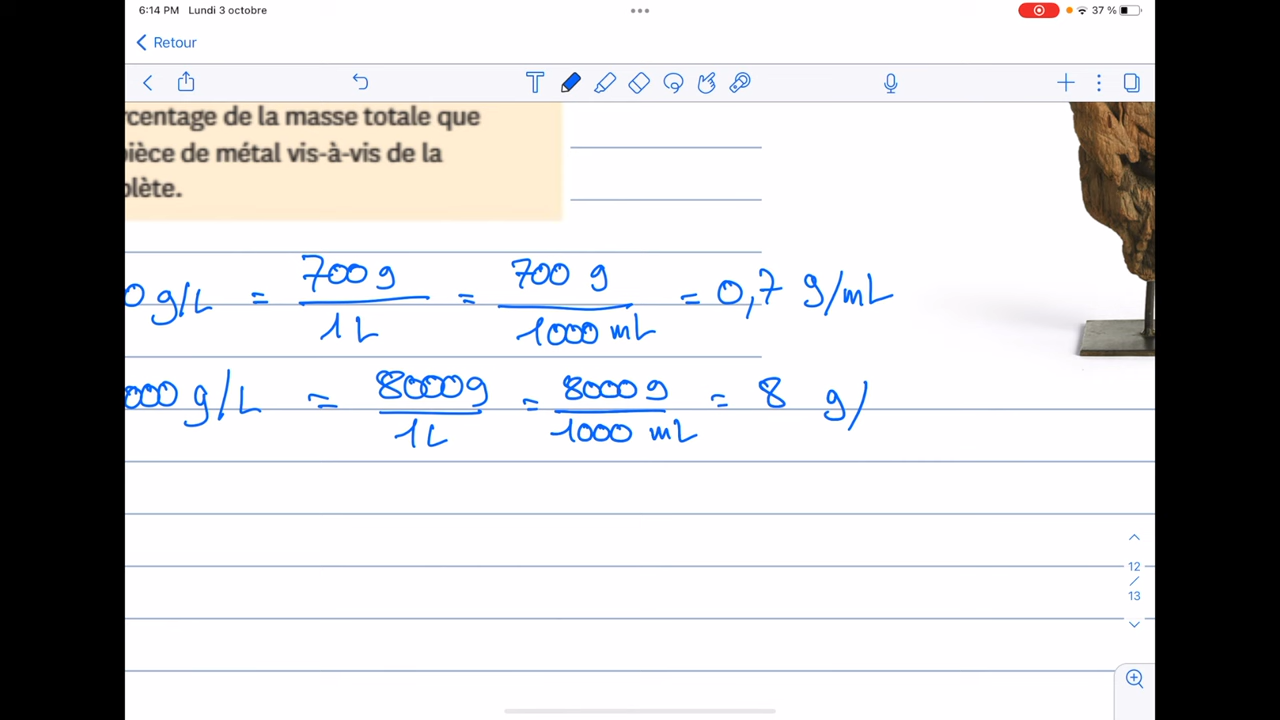 6:14 PM Lundi 3 octobre
37 %
Retour
rcentage de la masse totale que
pièce de métal vis-à-vis de la
plète.
0 g/L = 700 g / 1 L = 700 g / 1000 mL = 0,7 g/mL
000 g/L = 8000 g / 1 L = 8000 g / 1000 mL = 8 g/
12
/
13